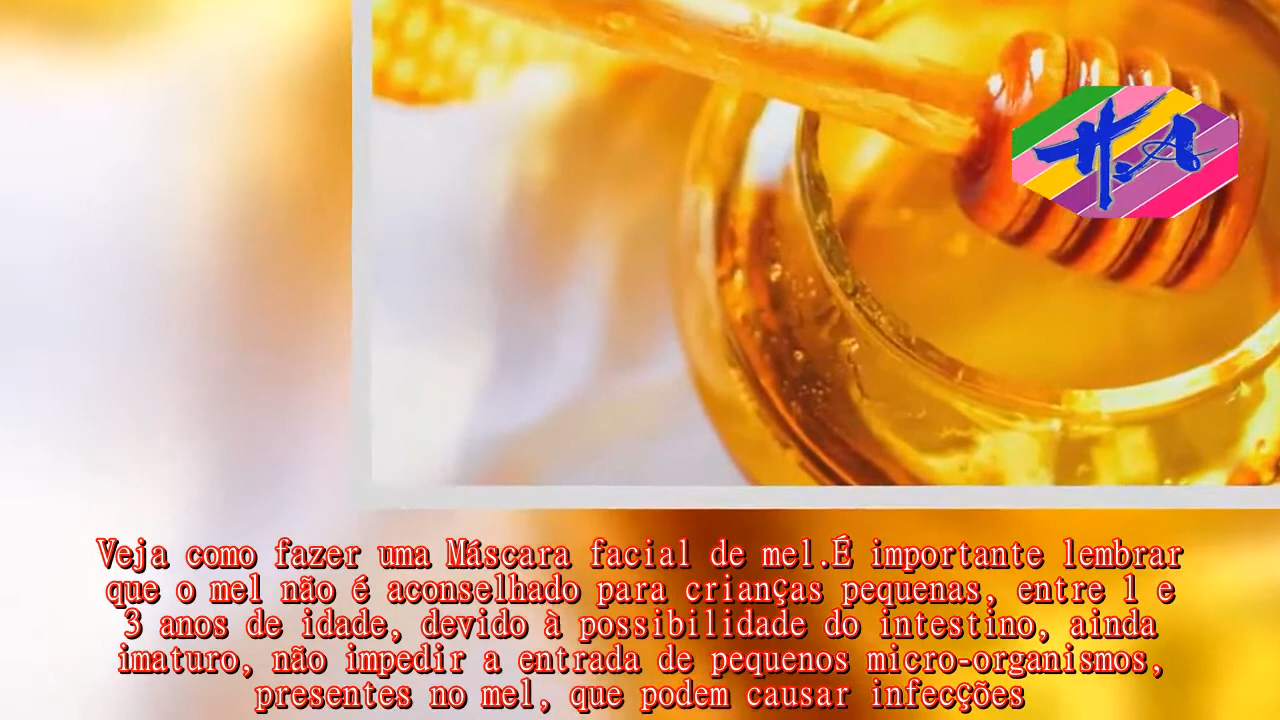 H.A
Veja como fazer uma Máscara facial de mel.É importante lembrar
que o mel não é aconselhado para crianças pequenas, entre 1 e
3 anos de idade, devido à possibilidade do intestino, ainda
imaturo, não impedir a entrada de pequenos micro-organismos,
presentes no mel, que podem causar infecções